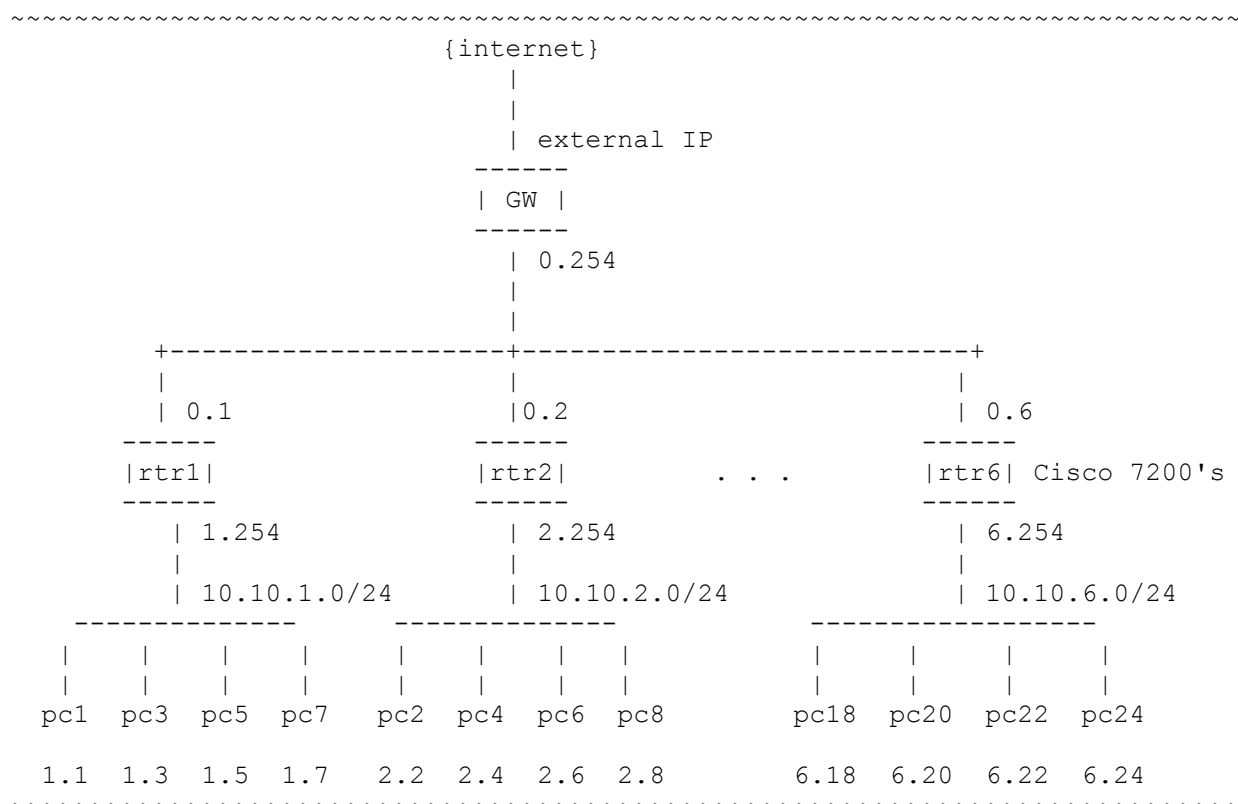 {internet}
external IP
GW
0.254
0.1 0.2 0.6
rtr1 rtr2 . . . rtr6 Cisco 7200's
1.254 2.254 6.254
10.10.1.0/24 10.10.2.0/24 10.10.6.0/24
pc1 pc3 pc5 pc7 pc2 pc4 pc6 pc8 pc18 pc20 pc22 pc24
1.1 1.3 1.5 1.7 2.2 2.4 2.6 2.8 6.18 6.20 6.22 6.24